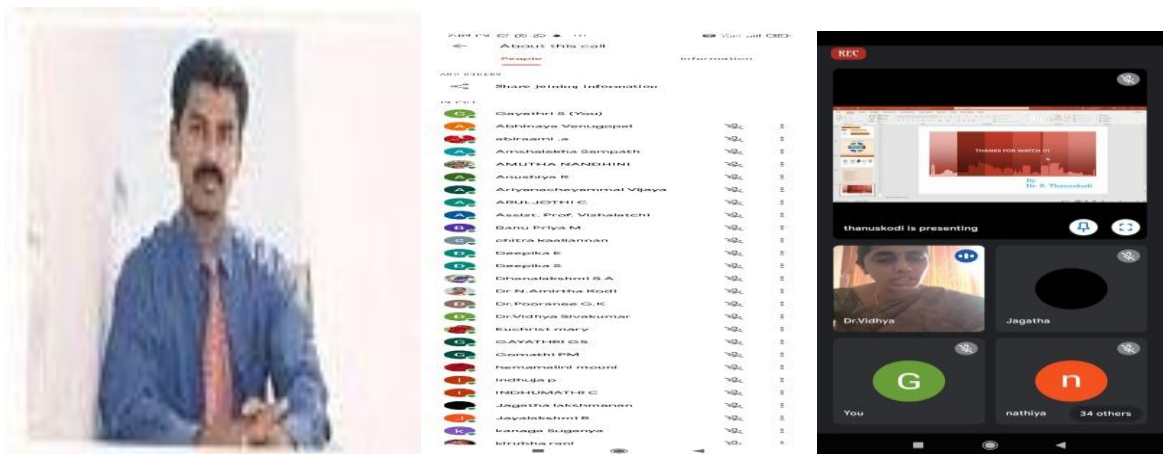 About this call
People
Information
Share joining information
Gayathri S (You)
Abhinaya Venugopal
abiraami .a
Amshalekha Sampath
AMUTHA NANDHINI
Anushiya R
Ariyanacheyammal Vijaya
ARULJOTHI C
Assist. Prof. Vishalatchi
Banu Priya M
chitra kaaliannan
Deepika E
Deepika S
Dhanalakshmi S A
Dr N.Amirtha Kodi
Dr.Pooranee G.K
Dr.Vidhya Sivakumar
Euchrist mary
GAYATHRI GS
Gomathi PM
hemamalini mouni
Indhuja p
INDHUMATHI C
Jagatha lakshmanan
Jayalakshmi R
kanaga Suganya
kirubha rani
REC
THANKS FOR WATCH !!!
By
Dr. S. Thanuskodi
thanuskodi is presenting
Dr.Vidhya
Jagatha
G
You
n
nathiya
34 others